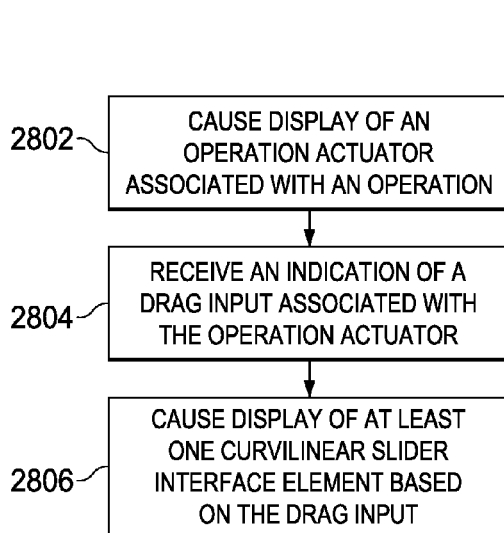 2802
CAUSE DISPLAY OF AN
OPERATION ACTUATOR
ASSOCIATED WITH AN OPERATION
2804
RECEIVE AN INDICATION OF A
DRAG INPUT ASSOCIATED WITH
THE OPERATION ACTUATOR
2806
CAUSE DISPLAY OF AT LEAST
ONE CURVILINEAR SLIDER
INTERFACE ELEMENT BASED
ON THE DRAG INPUT